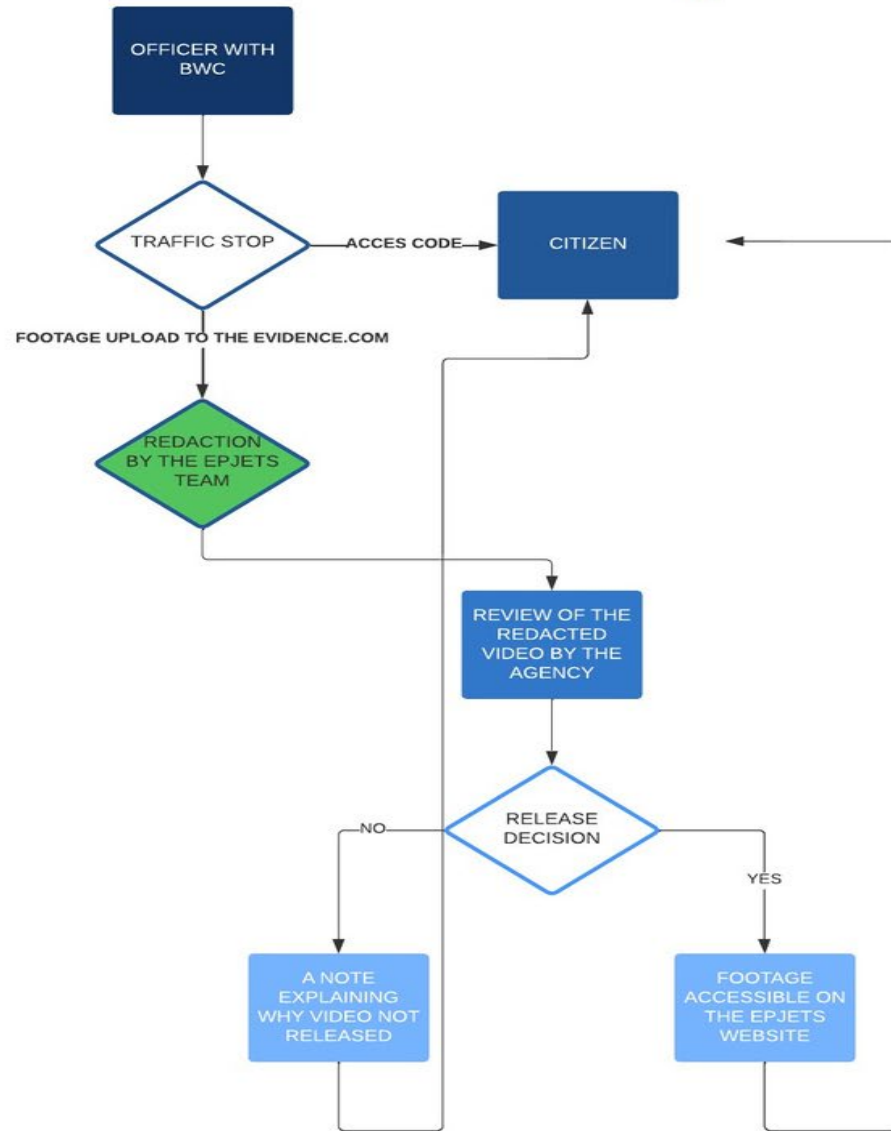 OFFICER WITH
BWC
TRAFFIC STOP
ACCES CODE
CITIZEN
FOOTAGE UPLOAD TO THE EVIDENCE.COM
REDACTION
BY THE EPJETS
TEAM
REVIEW OF THE
REDACTED
VIDEO BY THE
AGENCY
RELEASE
DECISION
NO
YES
A NOTE
EXPLAINING
WHY VIDEO NOT
RELEASED
FOOTAGE
ACCESSIBLE ON
THE EPJETS
WEBSITE